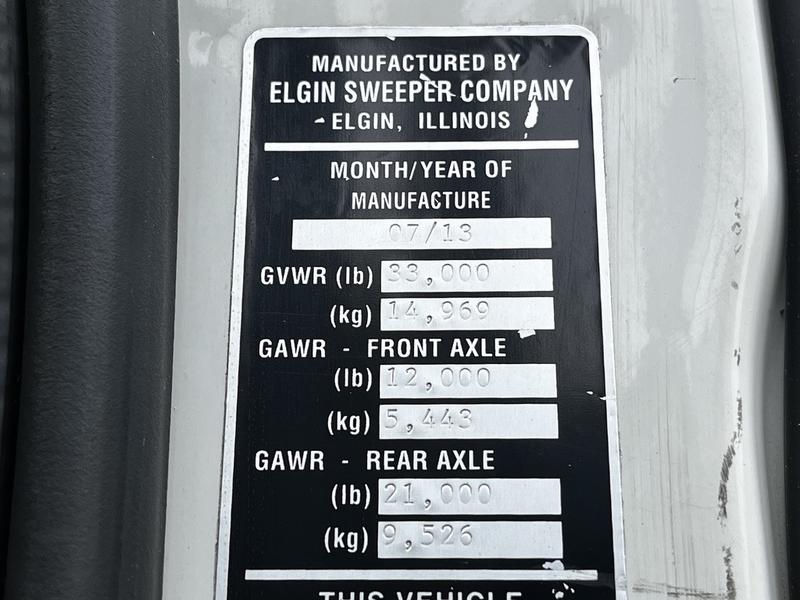 MANUFACTURED BY
ELGIN SWEEPER COMPANY
ELGIN, ILLINOIS
MONTH/YEAR OF
MANUFACTURE
07/13
GVWR (lb) 33,000
(kg) 14,969
GAWR - FRONT AXLE
(lb) 12,000
(kg) 5,443
GAWR - REAR AXLE
(lb) 21,000
(kg) 9,526
THIS VEHICLE